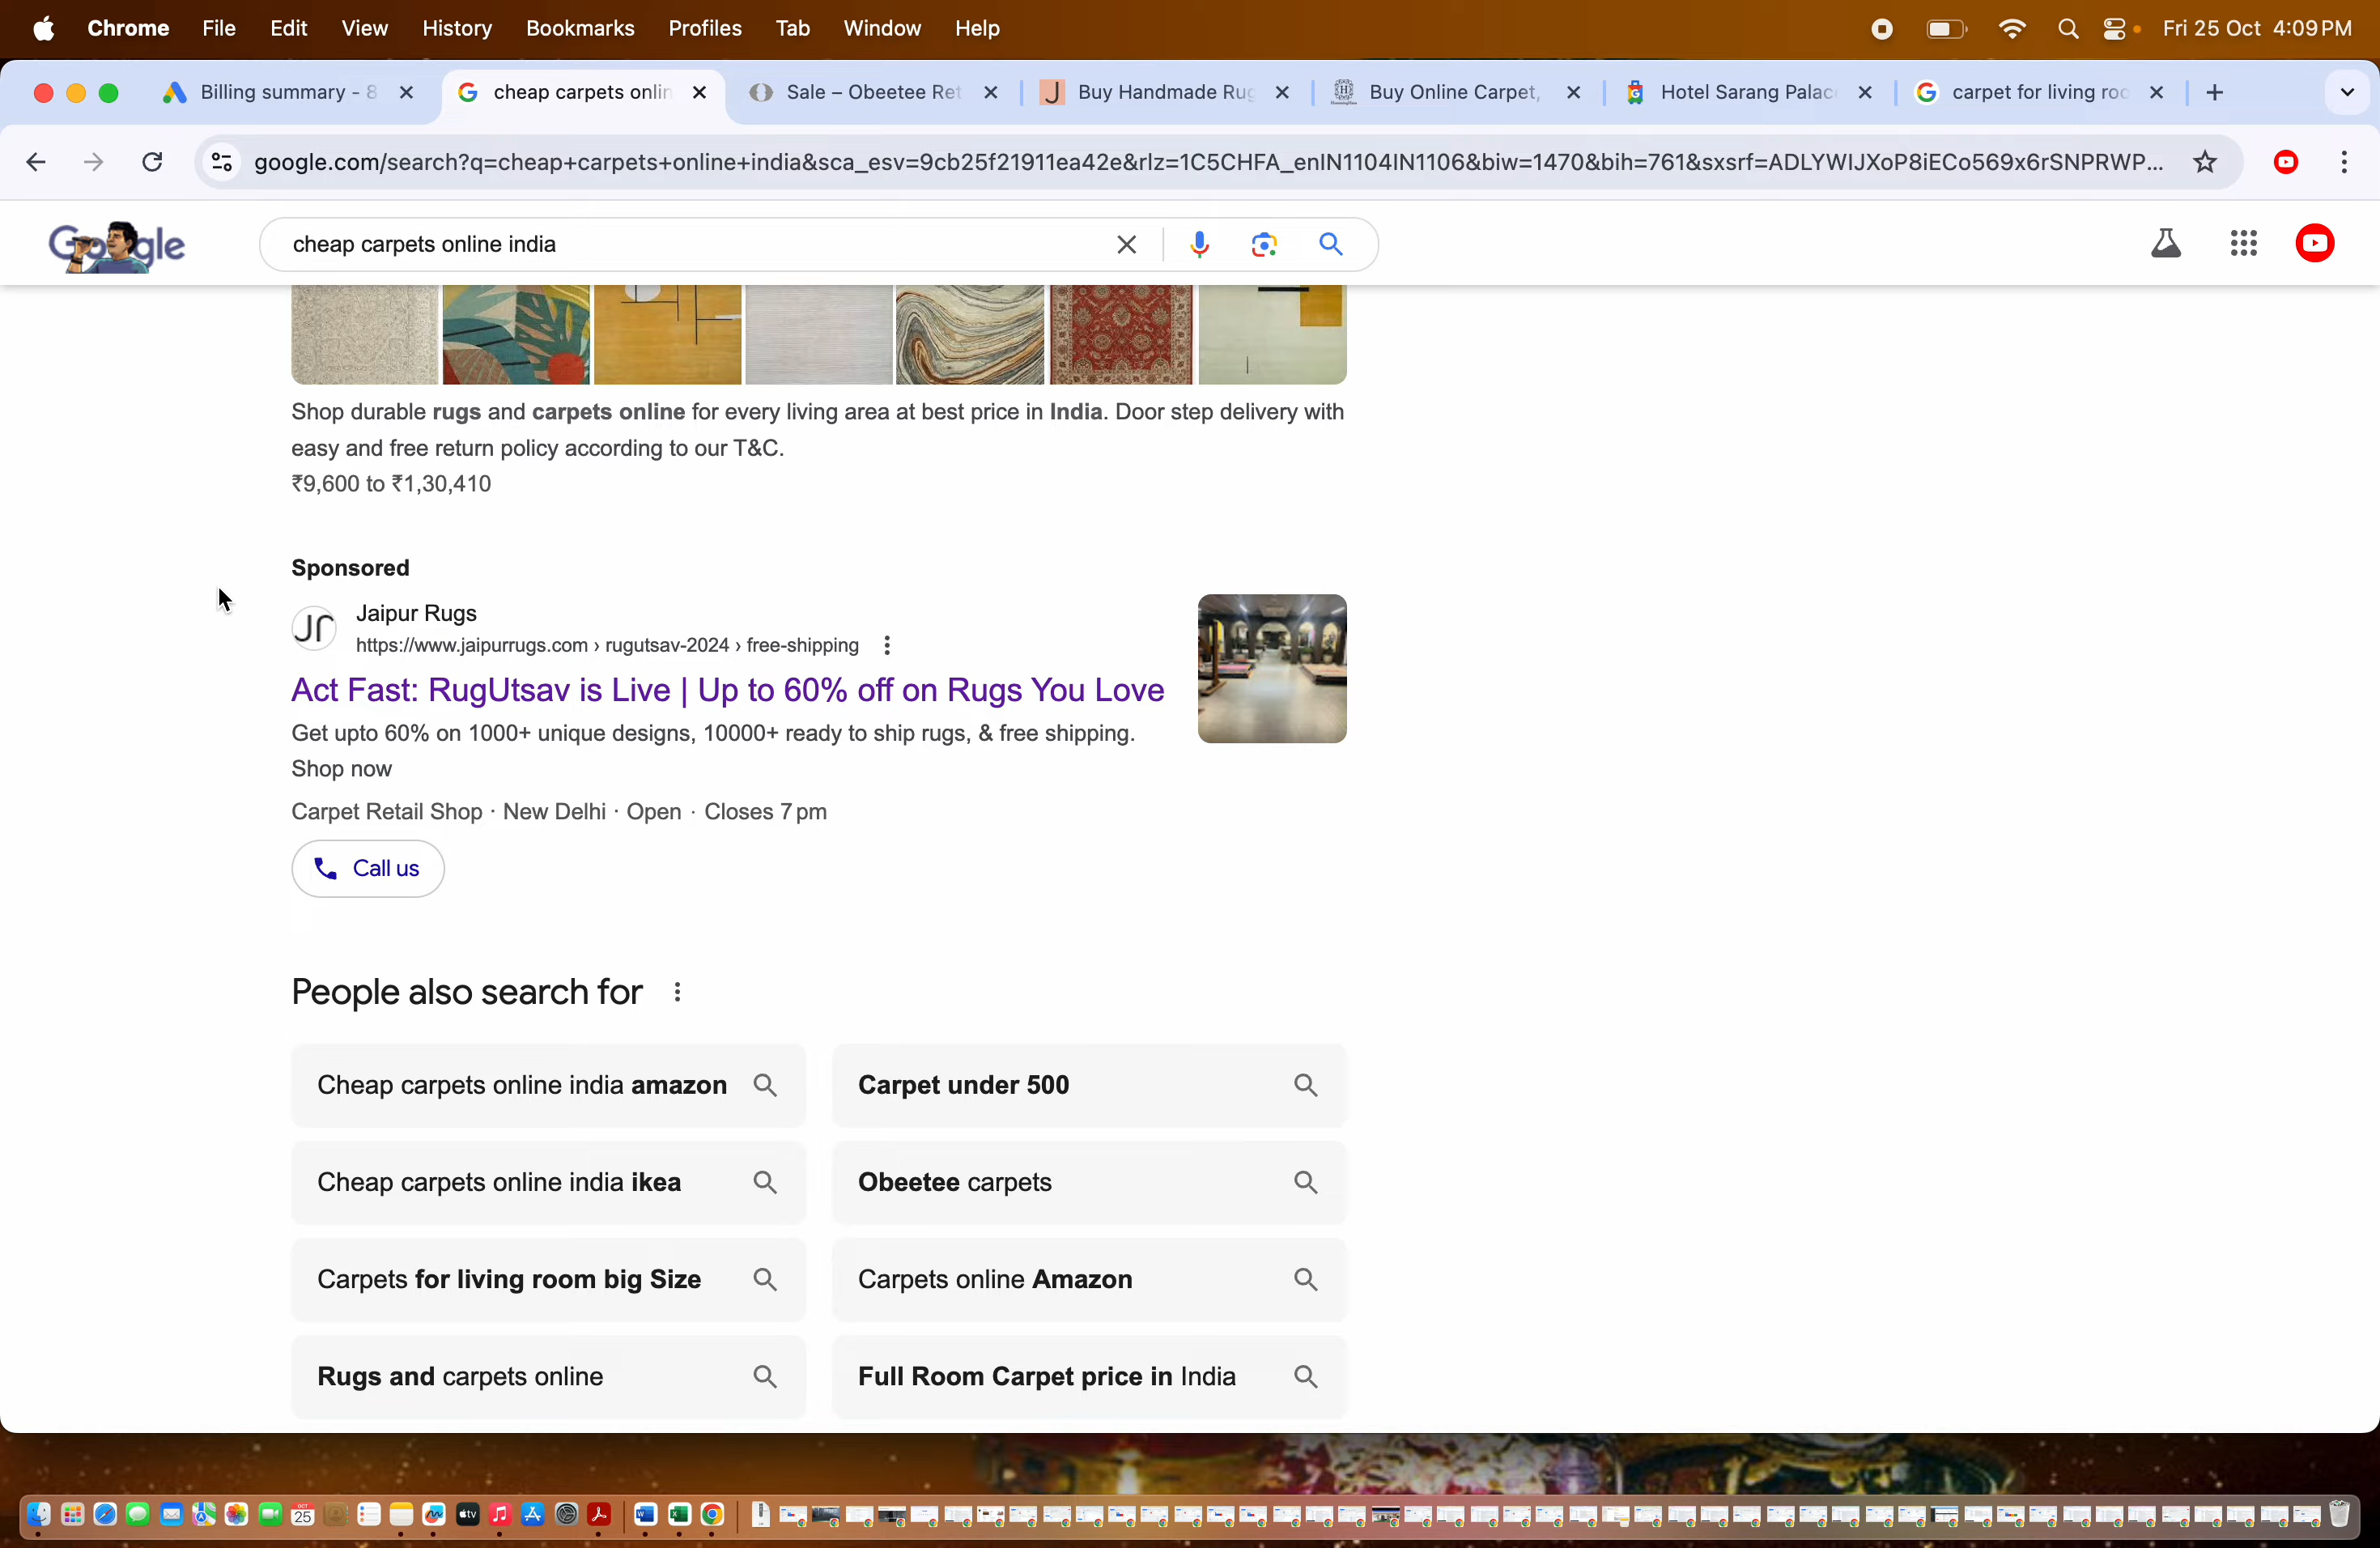 Chrome File Edit View History Bookmarks Profiles Tab Window Help Fri 25 Oct 4:09 PM
Billing summary - 8 cheap carpets onlin Sale – Obeetee Ret Buy Handmade Rug Buy Online Carpet, Hotel Sarang Palac carpet for living roo
google.com/search?q=cheap+carpets+online+india&sca_esv=9cb25f21911ea42e&rlz=1C5CHFA_enIN1104IN1106&biw=1470&bih=761&sxsrf=ADLYWIJXoP8iECo569x6rSNPRWP...
Google cheap carpets online india
Shop durable rugs and carpets online for every living area at best price in India. Door step delivery with
easy and free return policy according to our T&C.
₹9,600 to ₹1,30,410
Sponsored
Jaipur Rugs
https://www.jaipurrugs.com › rugutsav-2024 › free-shipping
Act Fast: RugUtsav is Live | Up to 60% off on Rugs You Love
Get upto 60% on 1000+ unique designs, 10000+ ready to ship rugs, & free shipping.
Shop now
Carpet Retail Shop · New Delhi · Open · Closes 7 pm
Call us
People also search for
Cheap carpets online india amazon Carpet under 500
Cheap carpets online india ikea Obeetee carpets
Carpets for living room big Size Carpets online Amazon
Rugs and carpets online Full Room Carpet price in India